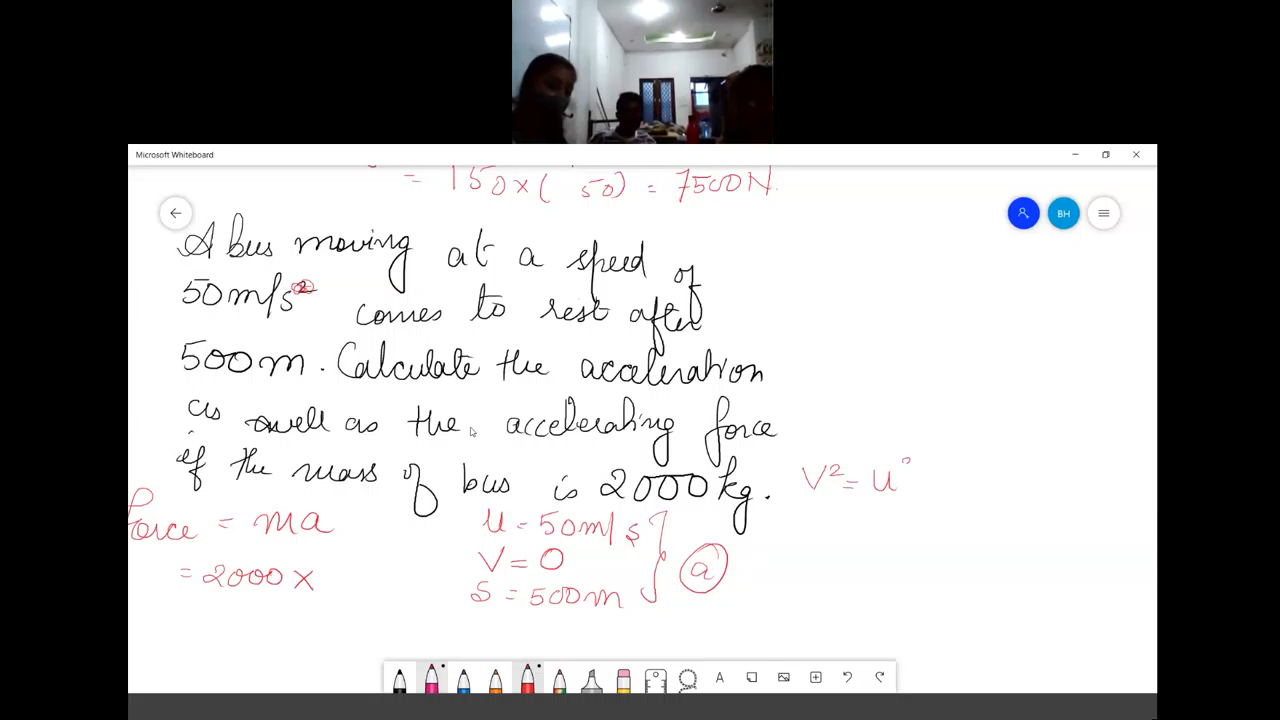 Microsoft Whiteboard
= 150 x ( 50) = 7500N.
BH
A bus moving at a speed of
50m/s comes to rest after
500m. Calculate the acceleration
as well as the accelerating force
if the mass of bus is 2000kg.
V² = u
force = ma
= 2000 x
u = 50m/s
V = 0
S = 500m
a
A